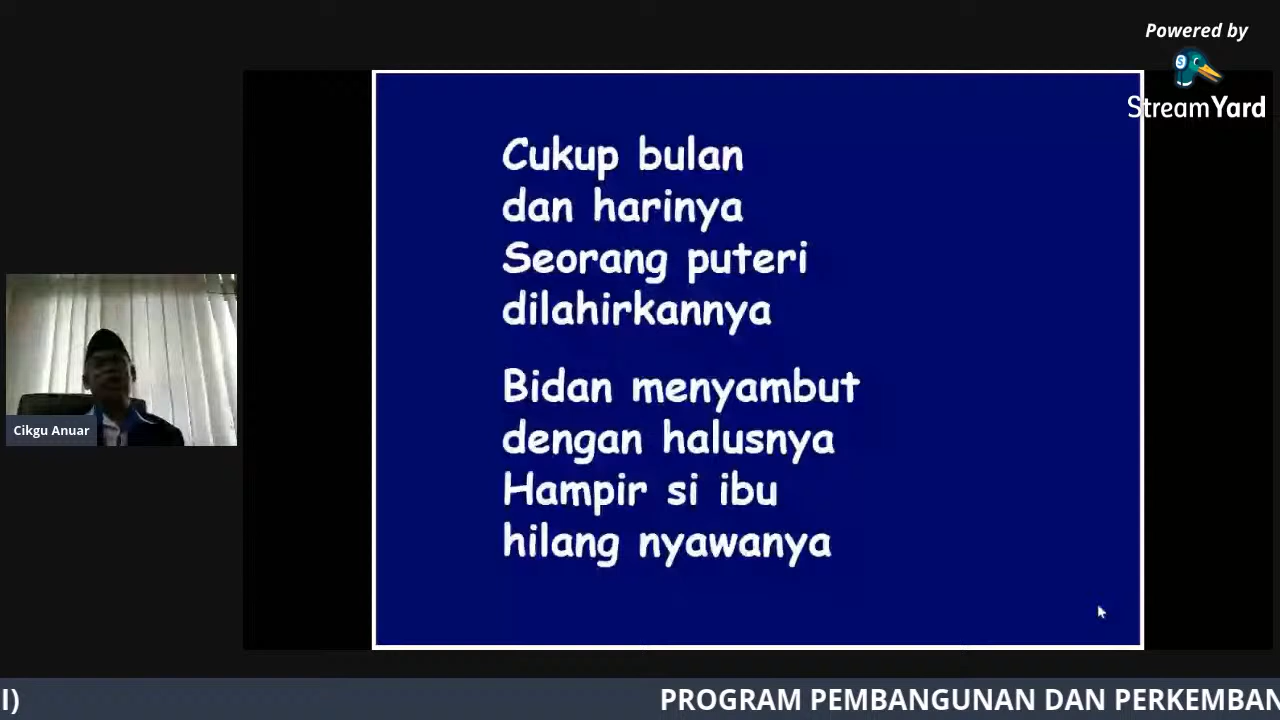 Powered by
StreamYard
Cukup bulan
dan harinya
Seorang puteri
dilahirkannya
Bidan menyambut
dengan halusnya
Hampir si ibu
hilang nyawanya
Cikgu Anuar
I) PROGRAM PEMBANGUNAN DAN PERKEMBAN